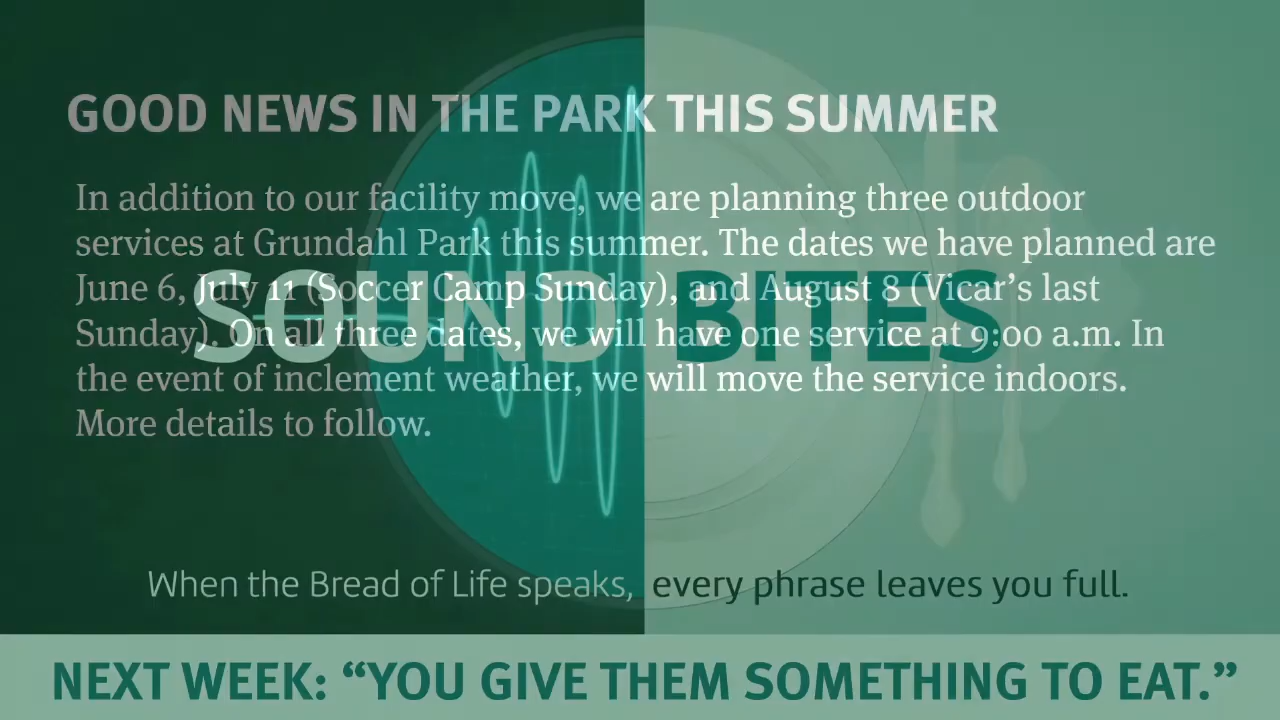 GOOD NEWS IN THE PARK THIS SUMMER
In addition to our facility move, we are planning three outdoor
services at Grundahl Park this summer. The dates we have planned are
June 6, July 11 (Soccer Camp Sunday), and August 8 (Vicar’s last
SOUND BITES
Sunday). On all three dates, we will have one service at 9:00 a.m. In
the event of inclement weather, we will move the service indoors.
More details to follow.
When the Bread of Life speaks, every phrase leaves you full.
NEXT WEEK: “YOU GIVE THEM SOMETHING TO EAT.”